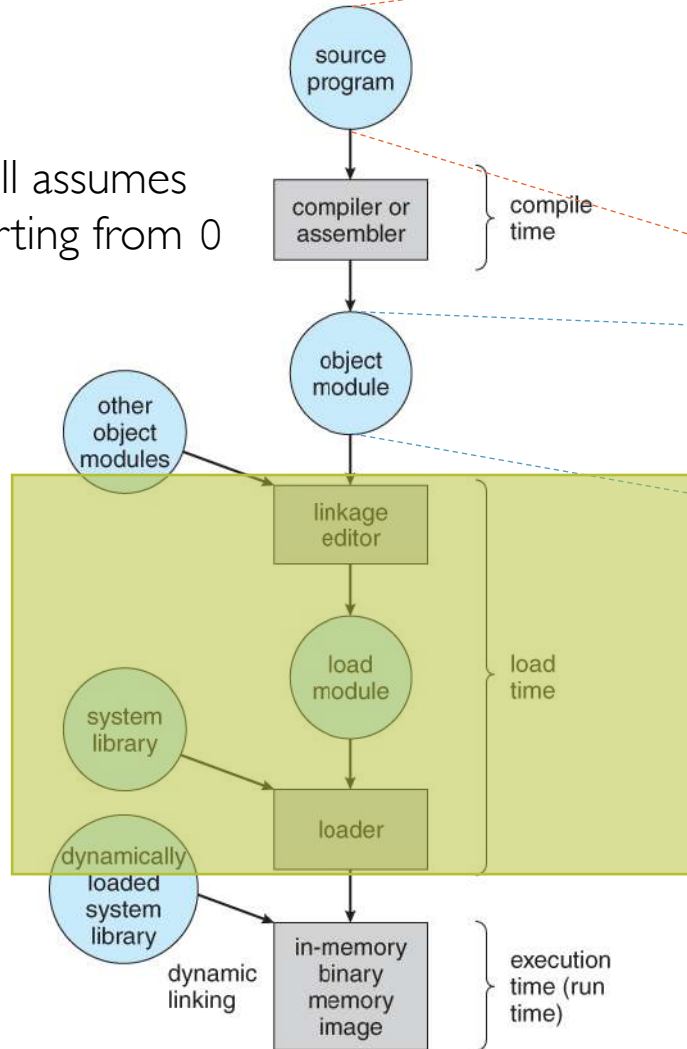 source
program
ll assumes
rting from 0
compiler or
assembler
compile
time
object
module
other
object
modules
linkage
editor
load
module
load
time
system
library
loader
dynamically
loaded
system
library
dynamic
linking
in-memory
binary
memory
image
execution
time (run
time)